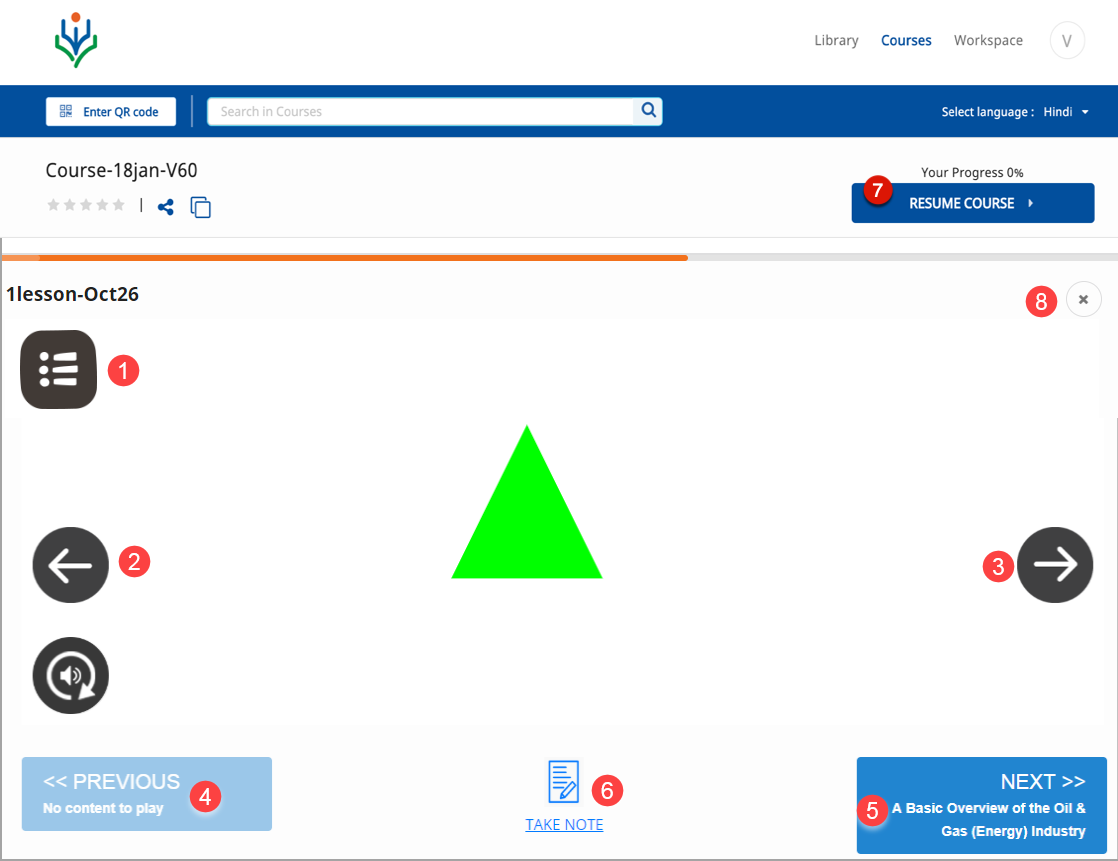 Library Courses Workspace V
Enter QR code Search in Courses Select language : Hindi
Course-18jan-V60
Your Progress 0%
7 RESUME COURSE
1lesson-Oct26
8
1
2
3
<< PREVIOUS
No content to play
4
6
TAKE NOTE
NEXT >>
5 A Basic Overview of the Oil &
Gas (Energy) Industry